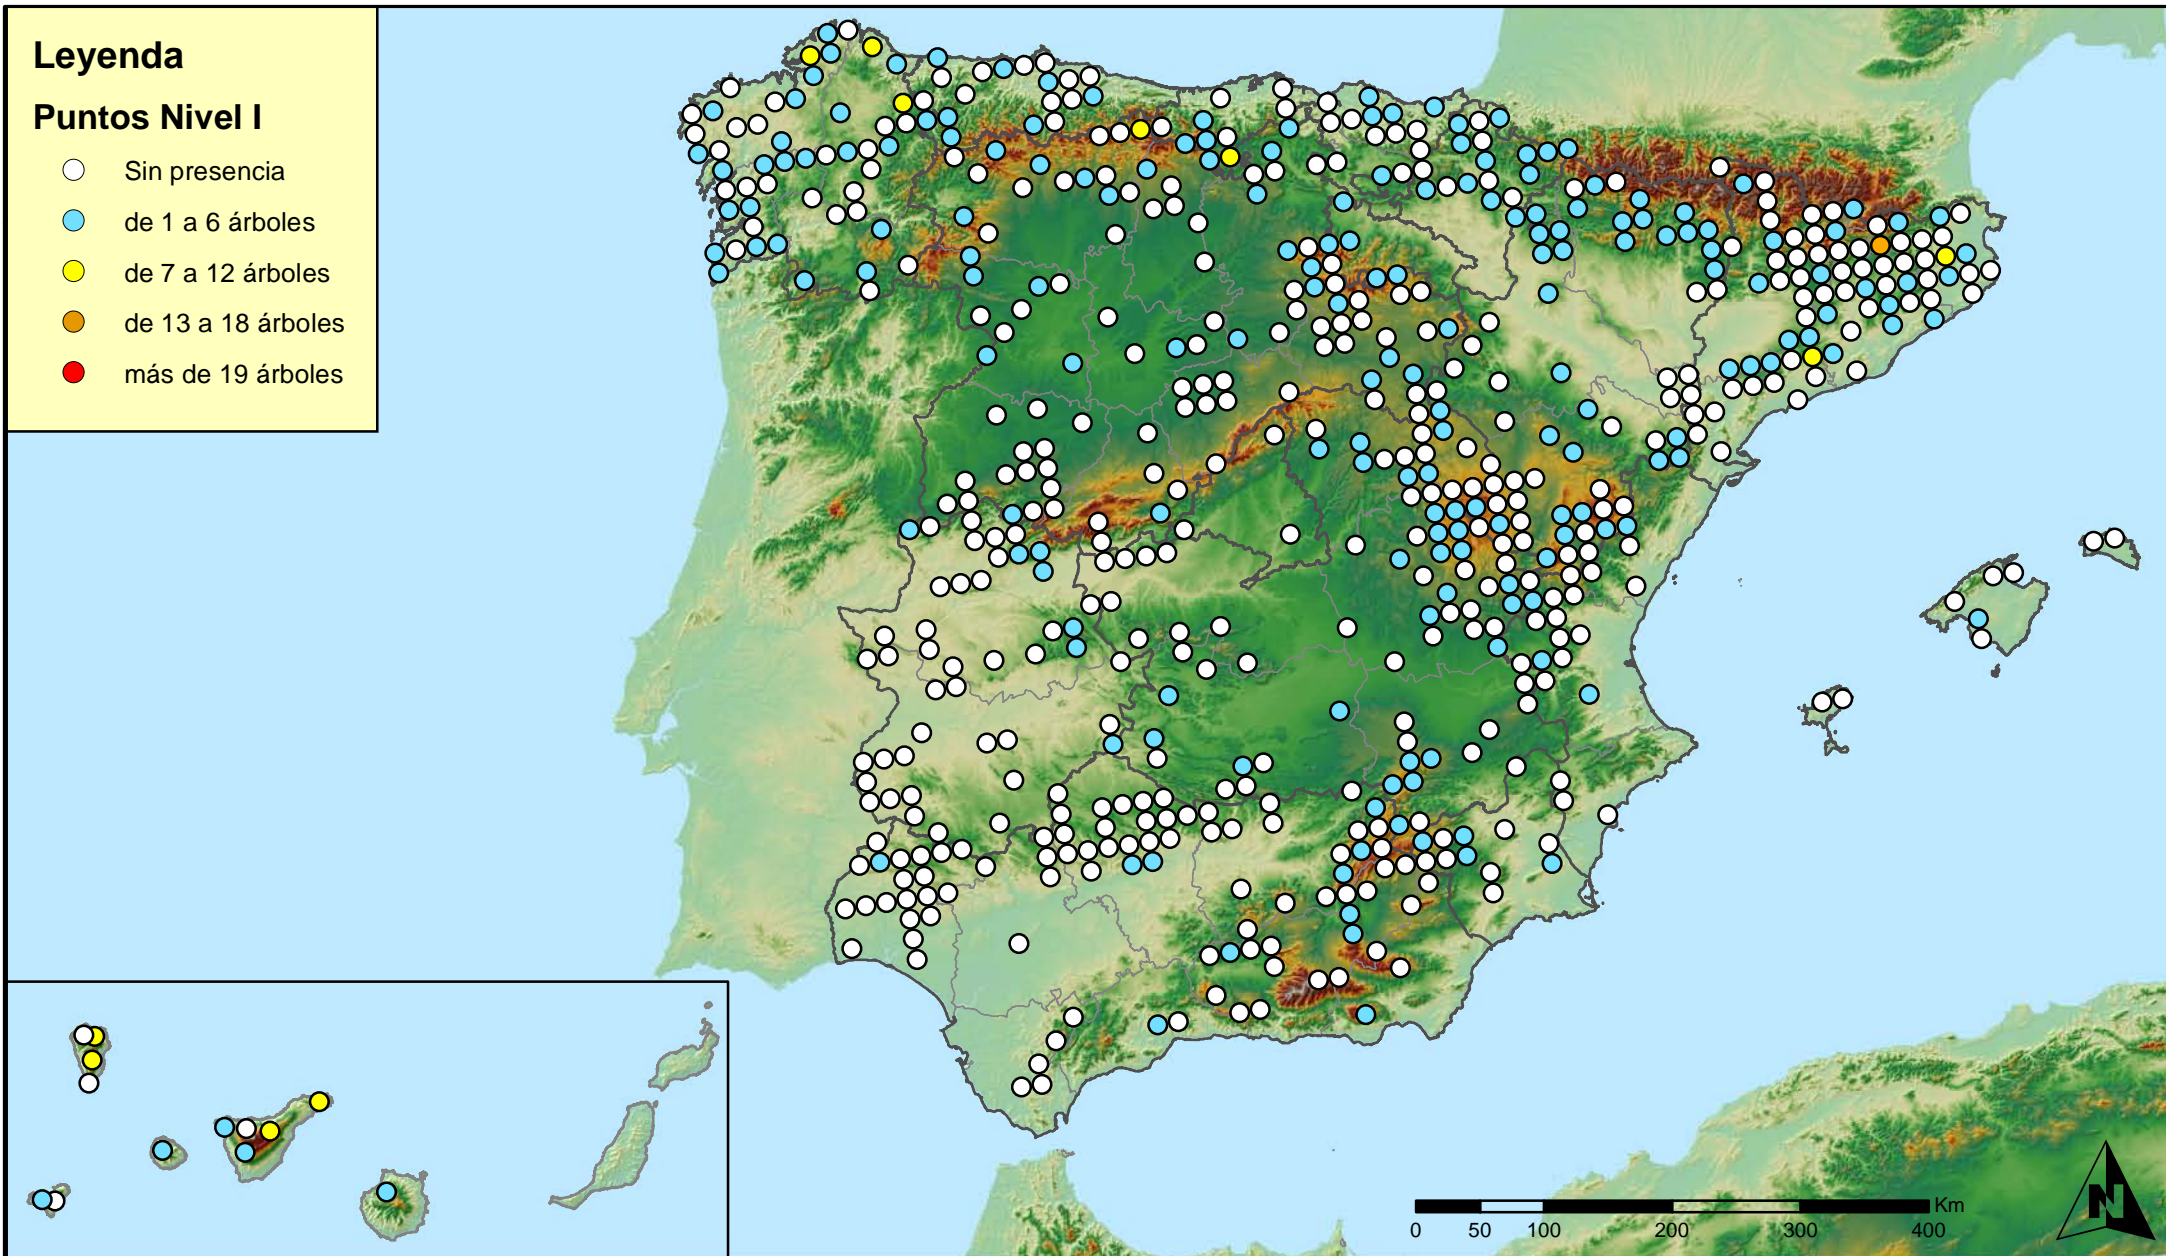 Leyenda
Puntos Nivel I
Sin presencia
de 1 a 6 árboles
de 7 a 12 árboles
de 13 a 18 árboles
más de 19 árboles
Km
0 50 100 200 300 400
N